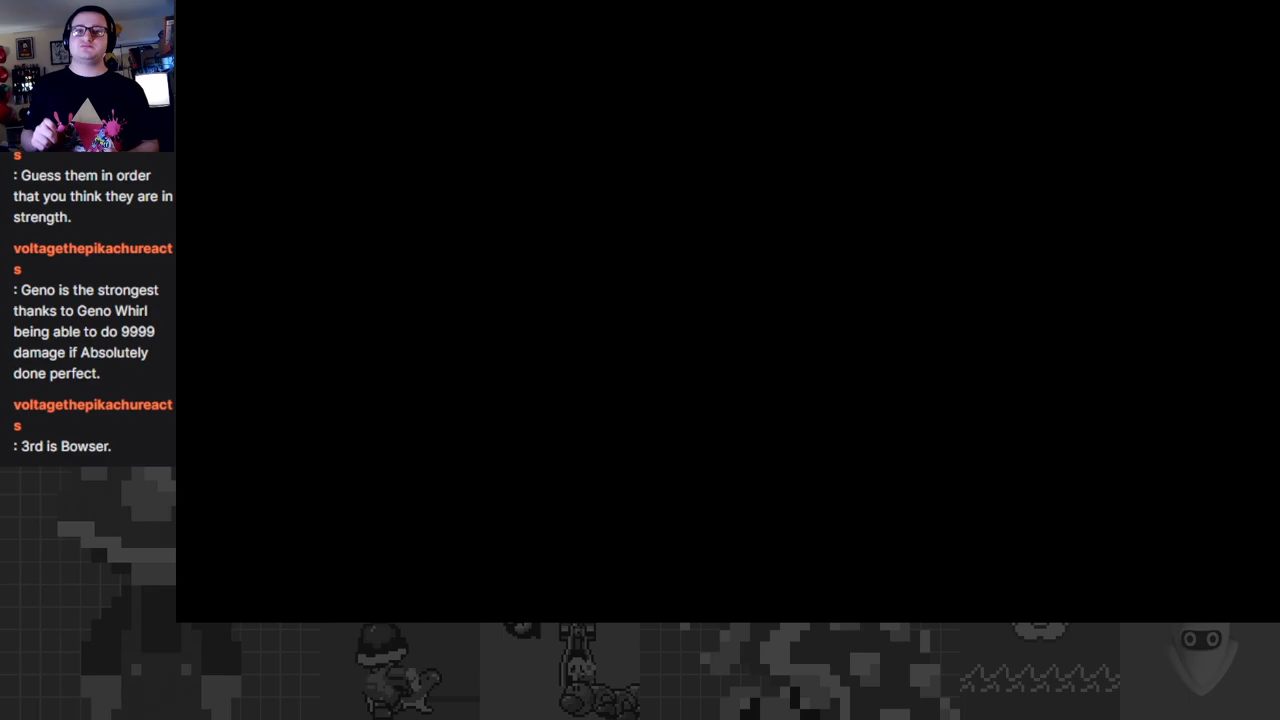 s
: Guess them in order
that you think they are in
strength.
voltagethepikachureact
s
: Geno is the strongest
thanks to Geno Whirl
being able to do 9999
damage if Absolutely
done perfect.
voltagethepikachureact
s
: 3rd is Bowser.